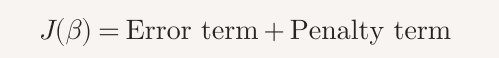 J(β) = Error term + Penalty term